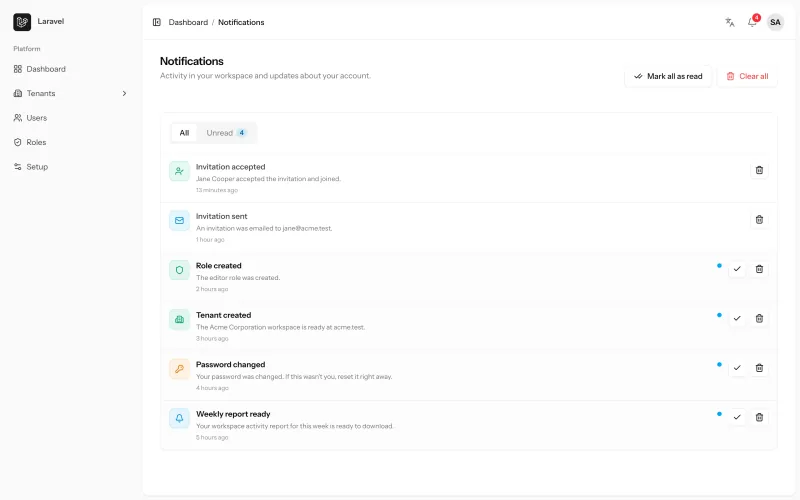 Laravel
Dashboard / Notifications
4
SA
Platform
Dashboard
Tenants
Users
Roles
Setup
Notifications
Activity in your workspace and updates about your account.
Mark all as read
Clear all
All
Unread 4
Invitation accepted
Jane Cooper accepted the invitation and joined.
13 minutes ago
Invitation sent
An invitation was emailed to jane@acme.test.
1 hour ago
Role created
The editor role was created.
2 hours ago
Tenant created
The Acme Corporation workspace is ready at acme.test.
3 hours ago
Password changed
Your password was changed. If this wasn't you, reset it right away.
4 hours ago
Weekly report ready
Your workspace activity report for this week is ready to download.
5 hours ago